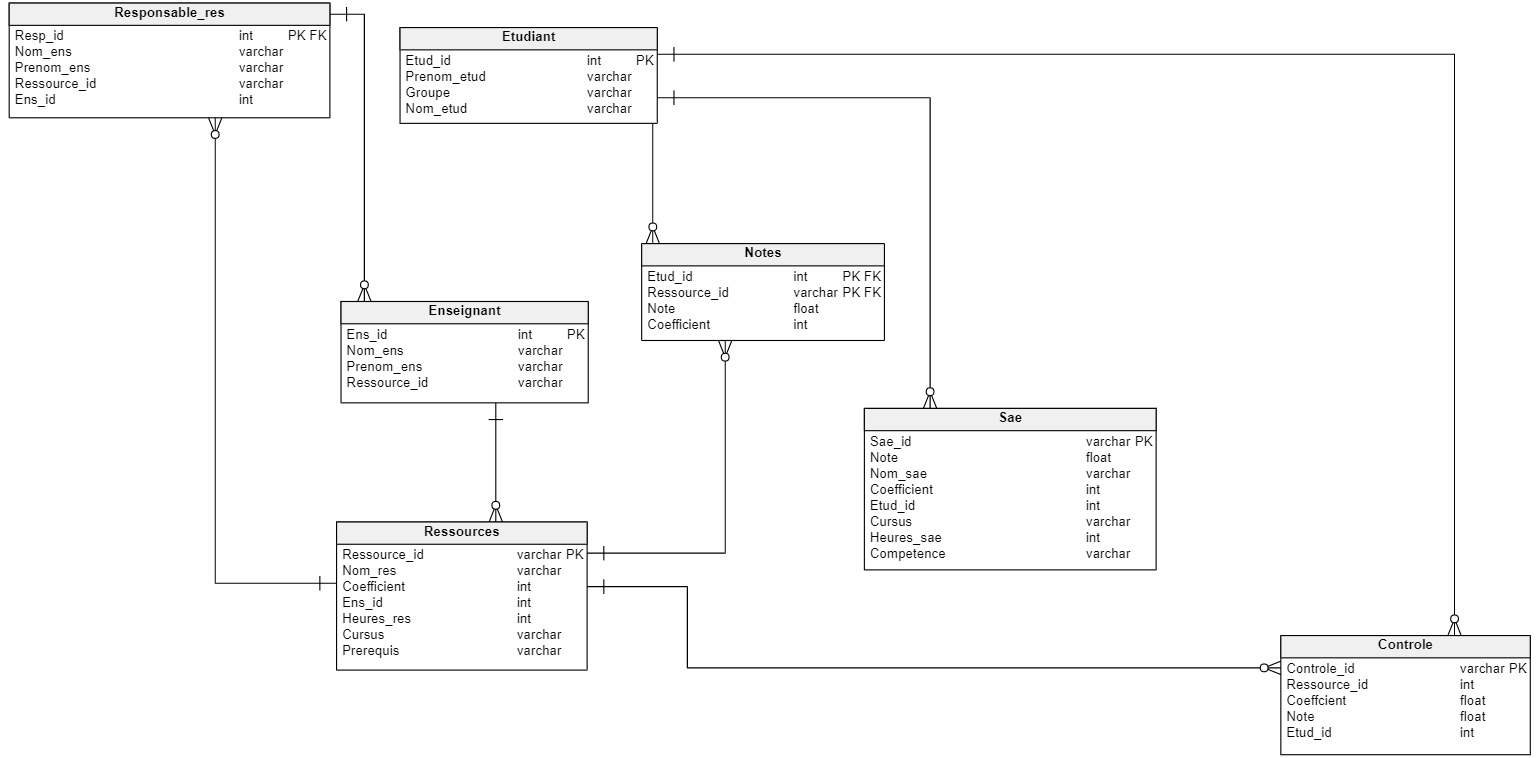 Responsable_res
Resp_id int PK FK
Nom_ens varchar
Prenom_ens varchar
Ressource_id varchar
Ens_id int
Etudiant
Etud_id int PK
Prenom_etud varchar
Groupe varchar
Nom_etud varchar
Notes
Etud_id int PK FK
Ressource_id varchar PK FK
Note float
Coefficient int
Enseignant
Ens_id int PK
Nom_ens varchar
Prenom_ens varchar
Ressource_id varchar
Sae
Sae_id varchar PK
Note float
Nom_sae varchar
Coefficient int
Etud_id int
Cursus varchar
Heures_sae int
Competence varchar
Ressources
Ressource_id varchar PK
Nom_res varchar
Coefficient int
Ens_id int
Heures_res int
Cursus varchar
Prerequis varchar
Controle
Controle_id varchar PK
Ressource_id int
Coeffcient float
Note float
Etud_id int